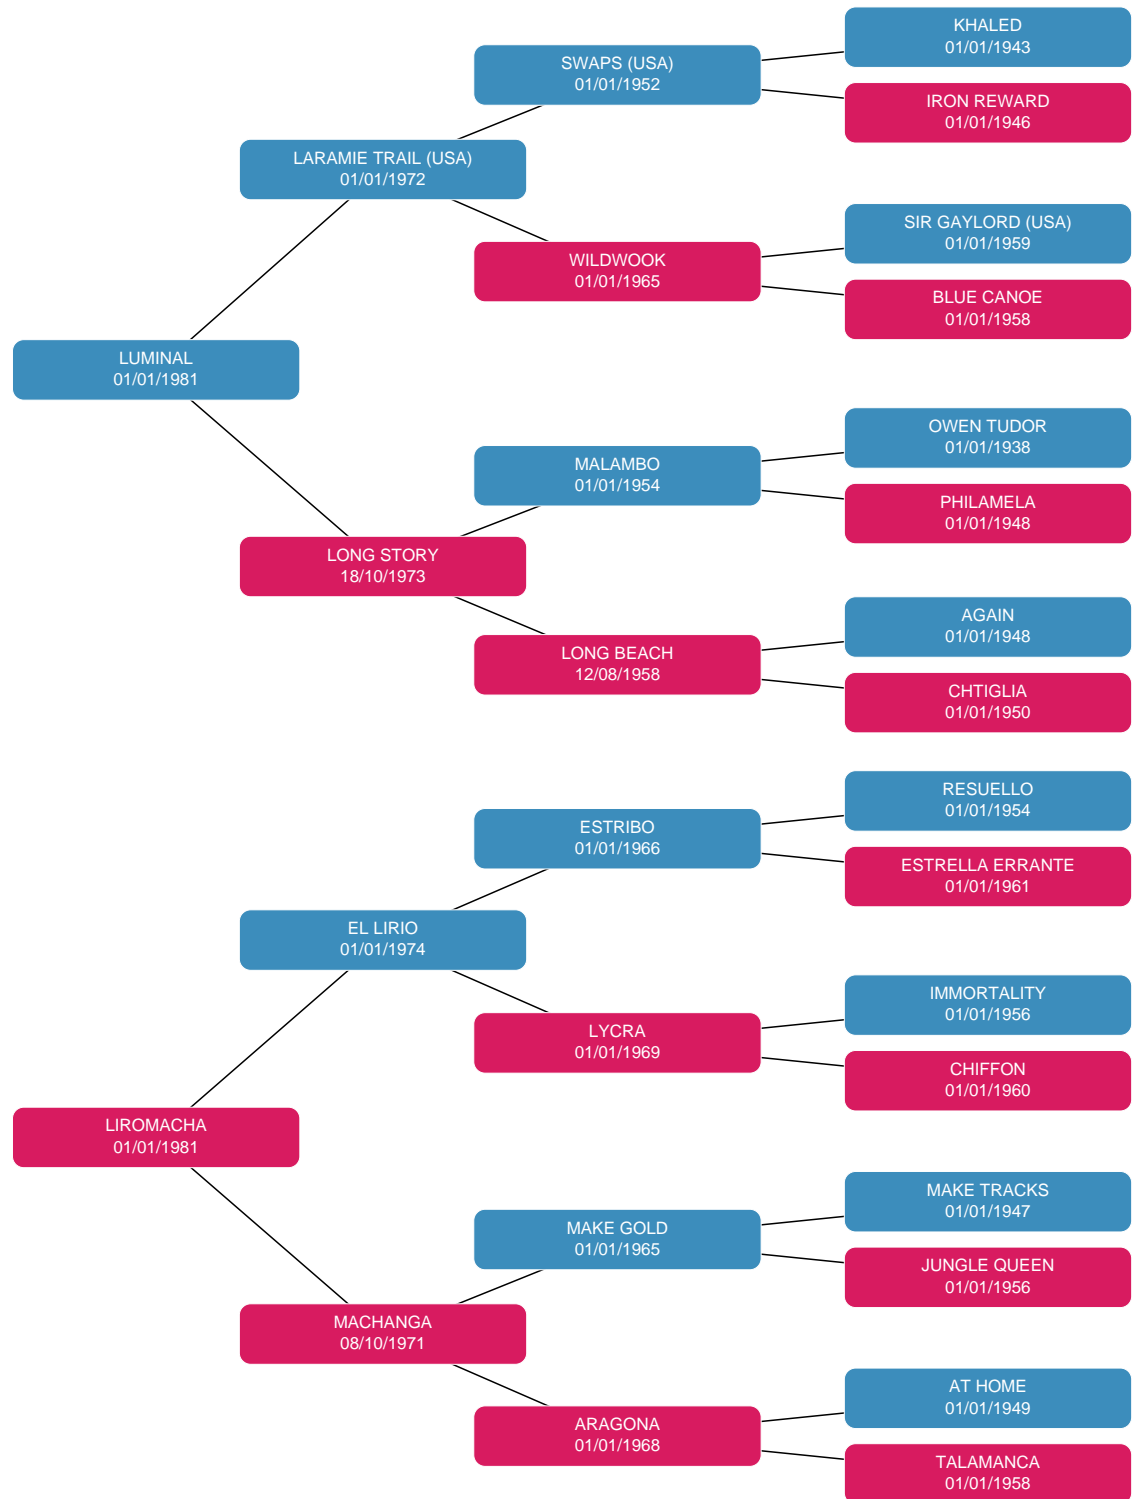 KHALED
01/01/1943
SWAPS (USA)
01/01/1952
IRON REWARD
01/01/1946
LARAMIE TRAIL (USA)
01/01/1972
SIR GAYLORD (USA)
01/01/1959
WILDWOOK
01/01/1965
BLUE CANOE
01/01/1958
LUMINAL
01/01/1981
OWEN TUDOR
01/01/1938
MALAMBO
01/01/1954
PHILAMELA
01/01/1948
LONG STORY
18/10/1973
AGAIN
01/01/1948
LONG BEACH
12/08/1958
CHTIGLIA
01/01/1950
RESUELLO
01/01/1954
ESTRIBO
01/01/1966
ESTRELLA ERRANTE
01/01/1961
EL LIRIO
01/01/1974
IMMORTALITY
01/01/1956
LYCRA
01/01/1969
CHIFFON
01/01/1960
LIROMACHA
01/01/1981
MAKE TRACKS
01/01/1947
MAKE GOLD
01/01/1965
JUNGLE QUEEN
01/01/1956
MACHANGA
08/10/1971
AT HOME
01/01/1949
ARAGONA
01/01/1968
TALAMANCA
01/01/1958